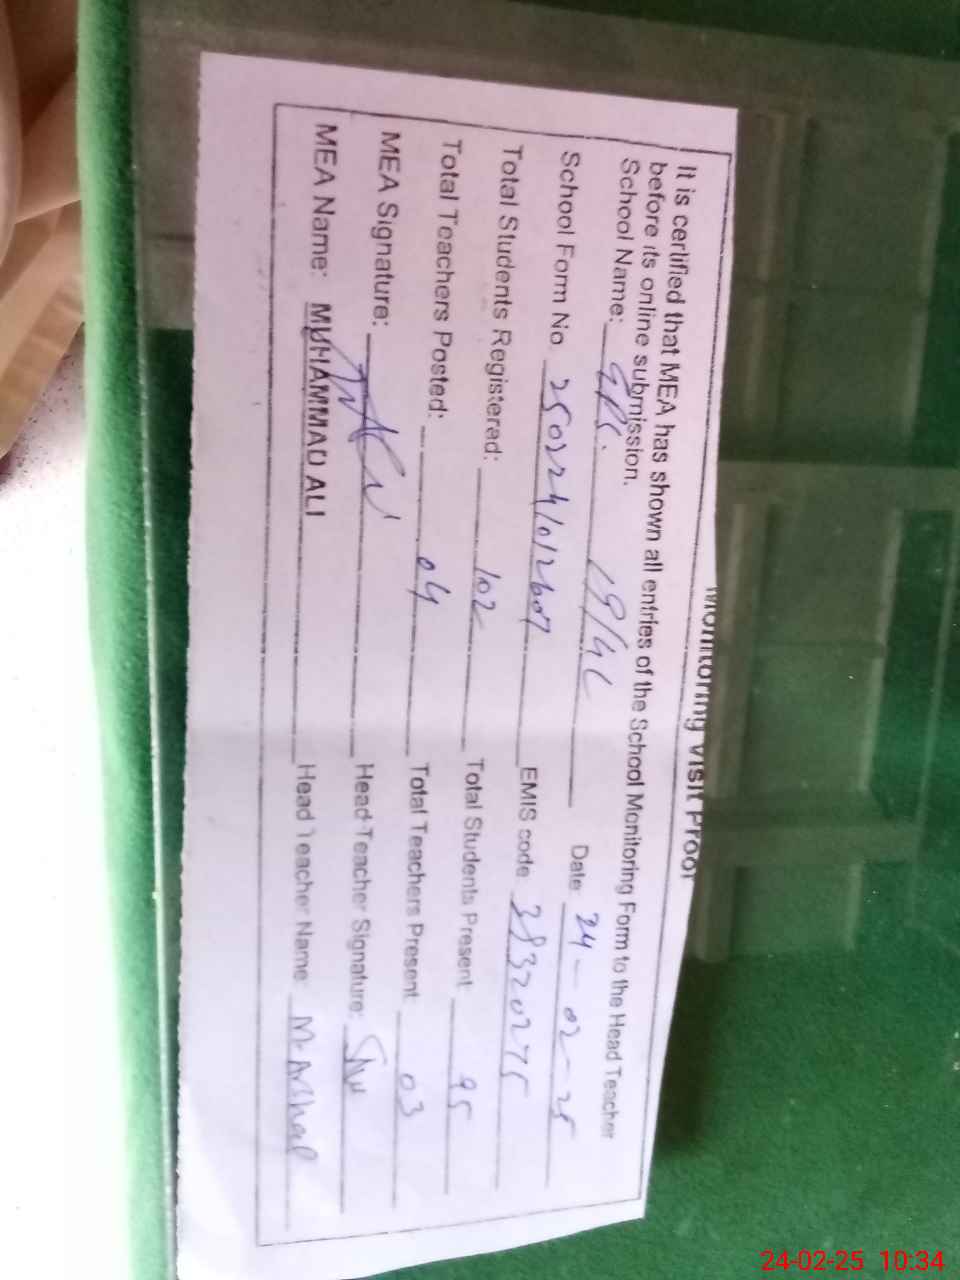 Monitoring Visit Proof
It is certified that MEA has shown all entries of the School Monitoring Form to the Head Teacher
before its online submission.
School Name: GPS. 19/4L Date: 24-02-25
School Form No 2502241012607 EMIS code 38320275
Total Students Registered: 102 Total Students Present 95
Total Teachers Posted: 04 Total Teachers Present 03
MEA Signature: Head Teacher Signature:
MEA Name: MUHAMMAD ALI Head Teacher Name M. Arshad
24-02-25 10:34